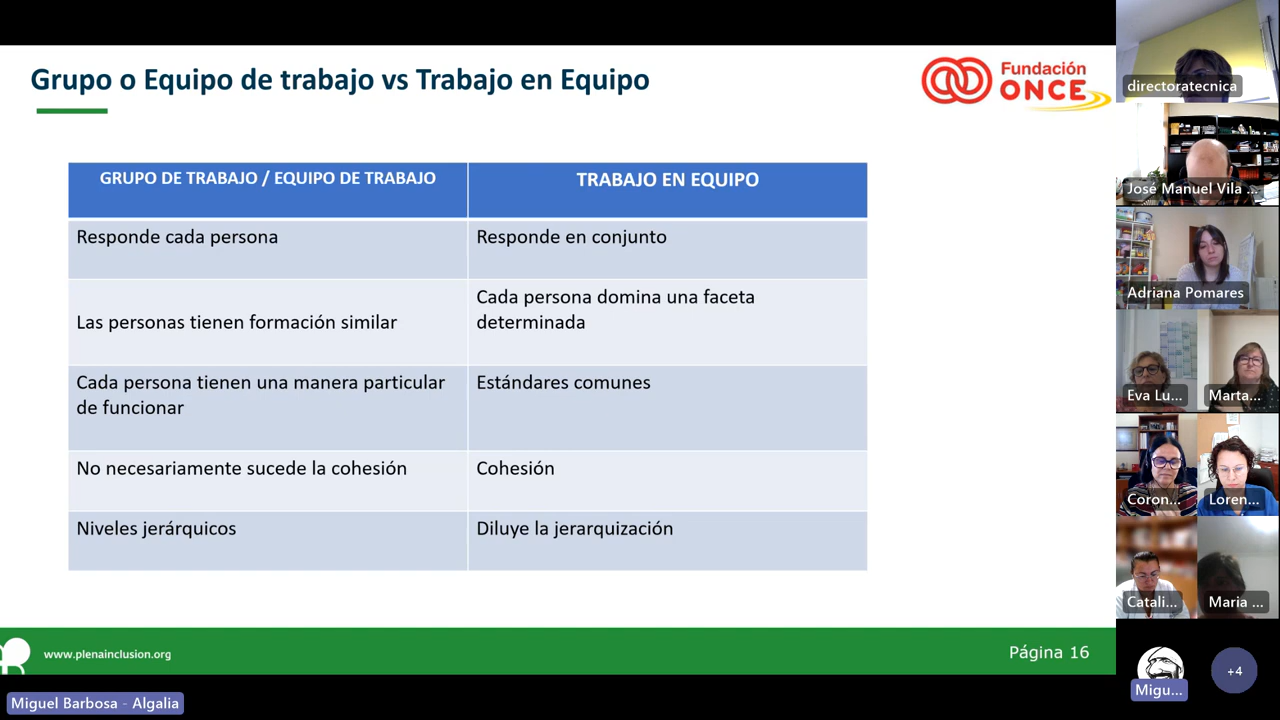 Grupo o Equipo de trabajo vs Trabajo en Equipo
Fundación
ONCE
GRUPO DE TRABAJO / EQUIPO DE TRABAJO
TRABAJO EN EQUIPO
Responde cada persona
Responde en conjunto
Las personas tienen formación similar
Cada persona domina una faceta
determinada
Cada persona tienen una manera particular
de funcionar
Estándares comunes
No necesariamente sucede la cohesión
Cohesión
Niveles jerárquicos
Diluye la jerarquización
www.plenainclusion.org
Página 16
Miguel Barbosa - Algalia
directoratecnica
José Manuel Vila ...
Adriana Pomares
Eva Lu...
Marta...
Coron...
Loren...
Catali...
Maria ...
Migu...
+4